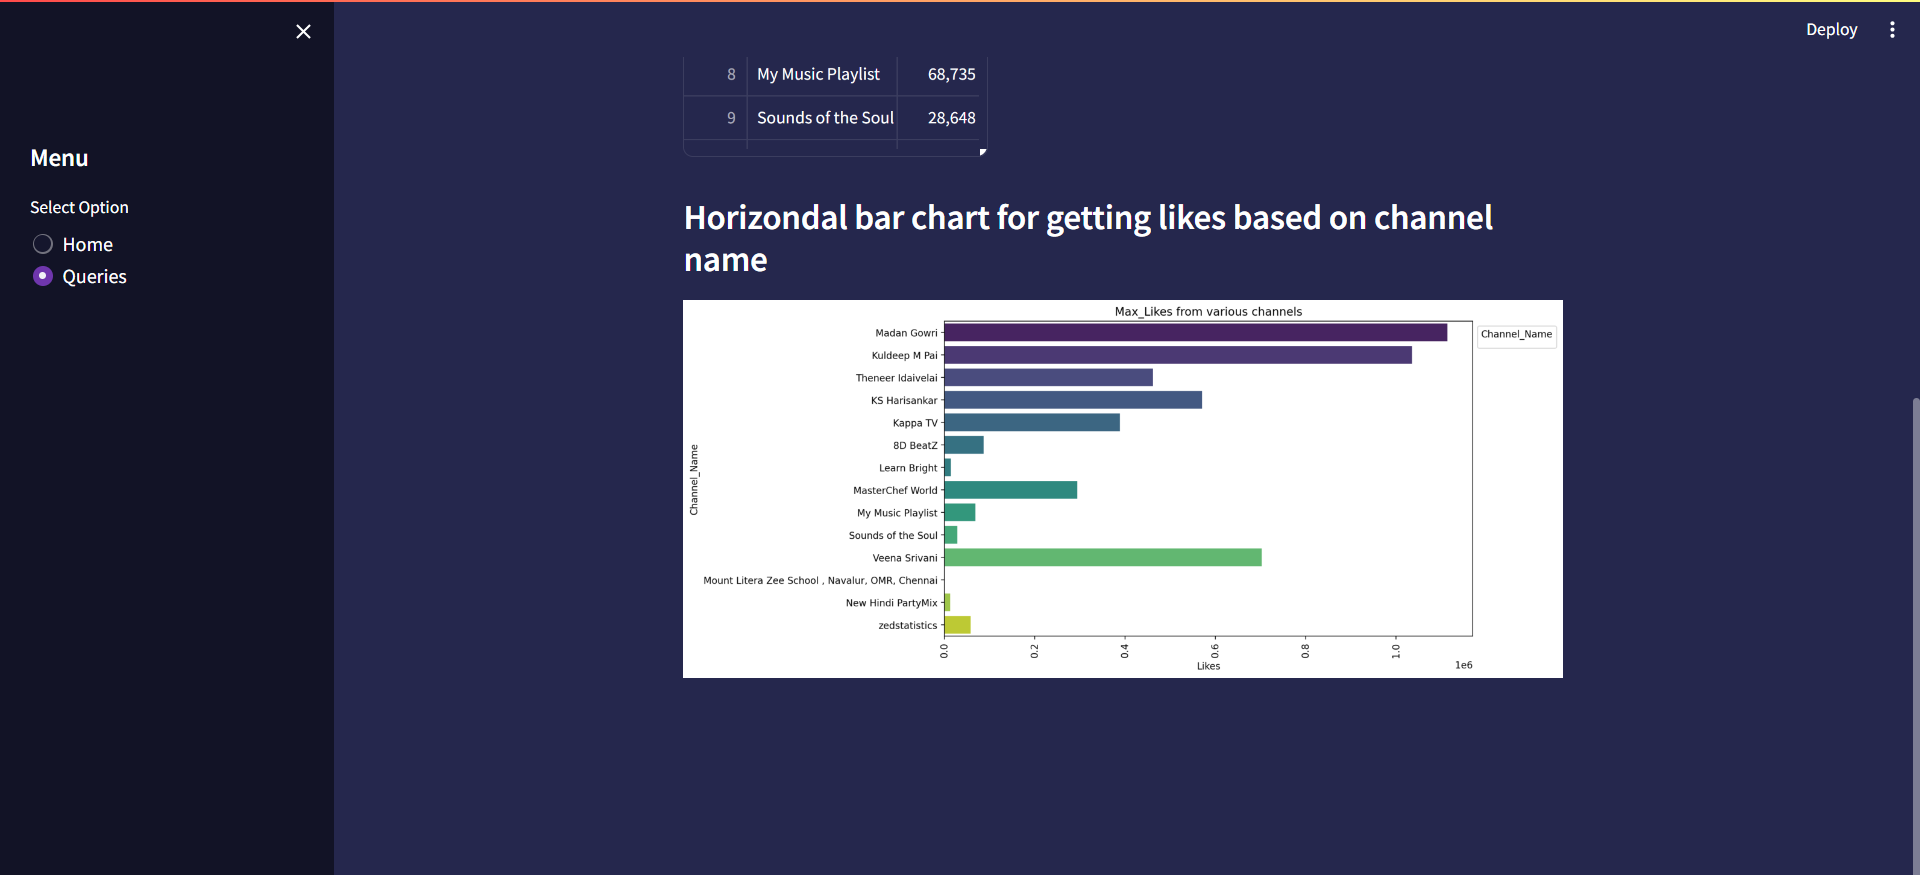 Deploy
Menu
Select Option
Home
Queries
8 My Music Playlist 68,735
9 Sounds of the Soul 28,648
Horizondal bar chart for getting likes based on channel
name
Max_Likes from various channels
Channel_Name
Channel_Name
Madan Gowri
Kuldeep M Pai
Theneer Idaivelai
KS Harisankar
Kappa TV
8D BeatZ
Learn Bright
MasterChef World
My Music Playlist
Sounds of the Soul
Veena Srivani
Mount Litera Zee School , Navalur, OMR, Chennai
New Hindi PartyMix
zedstatistics
0.0 0.2 0.4 0.6 0.8 1.0
Likes
1e6